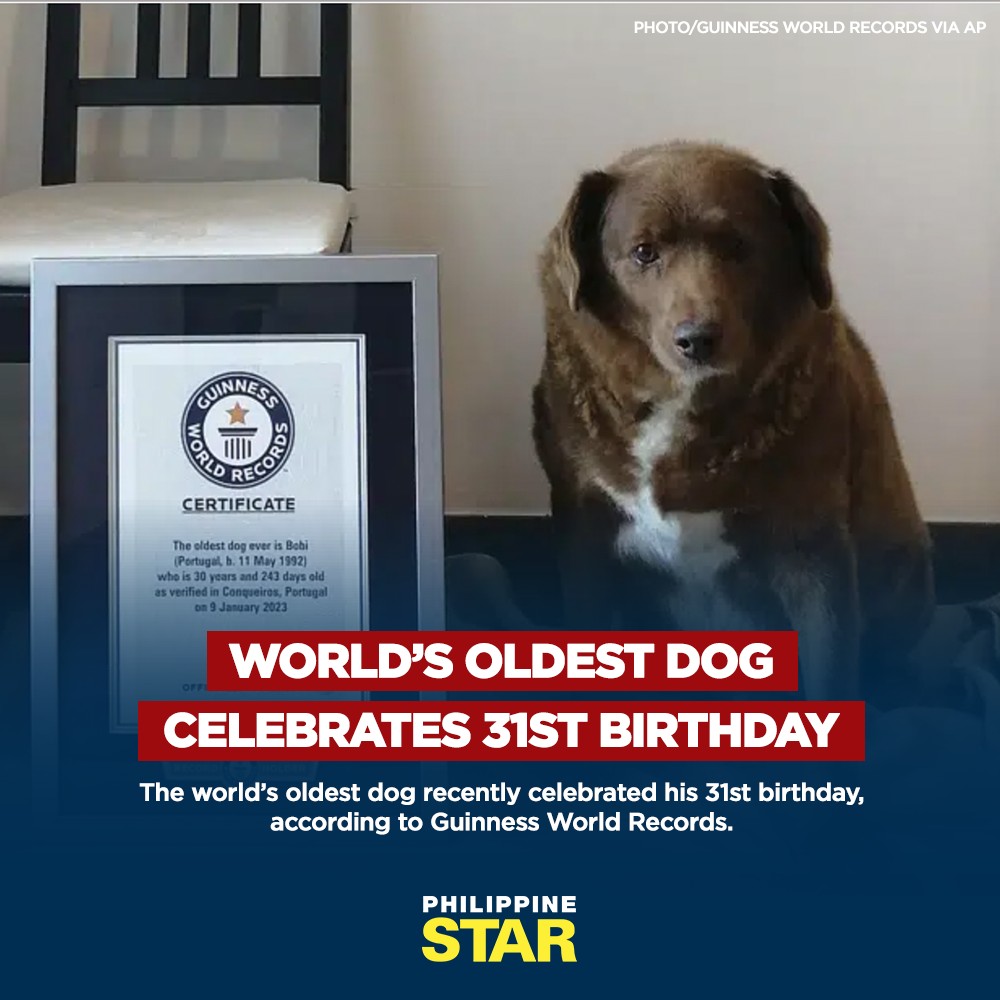 PHOTO/GUINNESS WORLD RECORDS VIA AP
GUINNESS
WORLD RECORDS
CERTIFICATE
The oldest dog ever is Bobi
(Portugal, b. 11 May 1992)
who is 30 years and 243 days old
as verified in Conqueiros, Portugal
on 9 January 2023
WORLD'S OLDEST DOG
CELEBRATES 31ST BIRTHDAY
The world's oldest dog recently celebrated his 31st birthday,
according to Guinness World Records.
PHILIPPINE
STAR